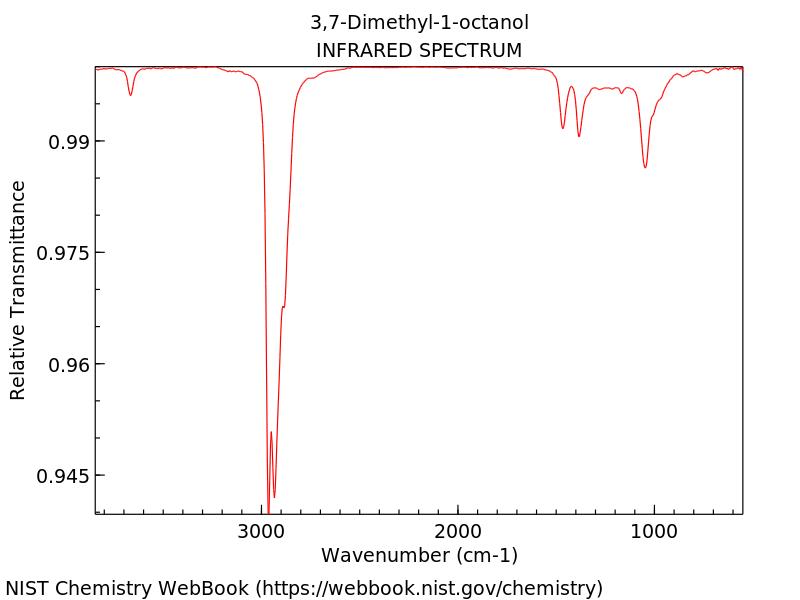 3,7-Dimethyl-1-octanol
INFRARED SPECTRUM
Relative Transmittance
0.99
0.975
0.96
0.945
3000 2000 1000
Wavenumber (cm-1)
NIST Chemistry WebBook (https://webbook.nist.gov/chemistry)